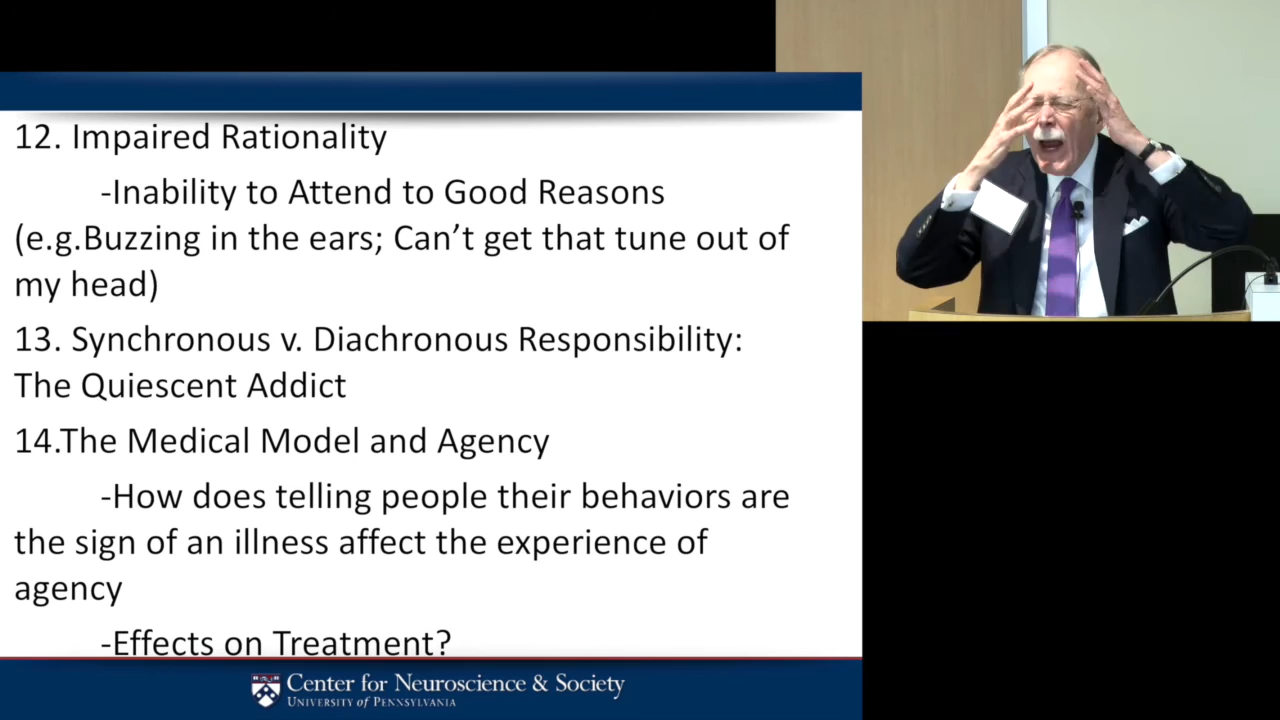 12. Impaired Rationality
-Inability to Attend to Good Reasons
(e.g.Buzzing in the ears; Can’t get that tune out of
my head)
13. Synchronous v. Diachronous Responsibility:
The Quiescent Addict
14.The Medical Model and Agency
-How does telling people their behaviors are
the sign of an illness affect the experience of
agency
-Effects on Treatment?
Center for Neuroscience & Society
UNIVERSITY of PENNSYLVANIA